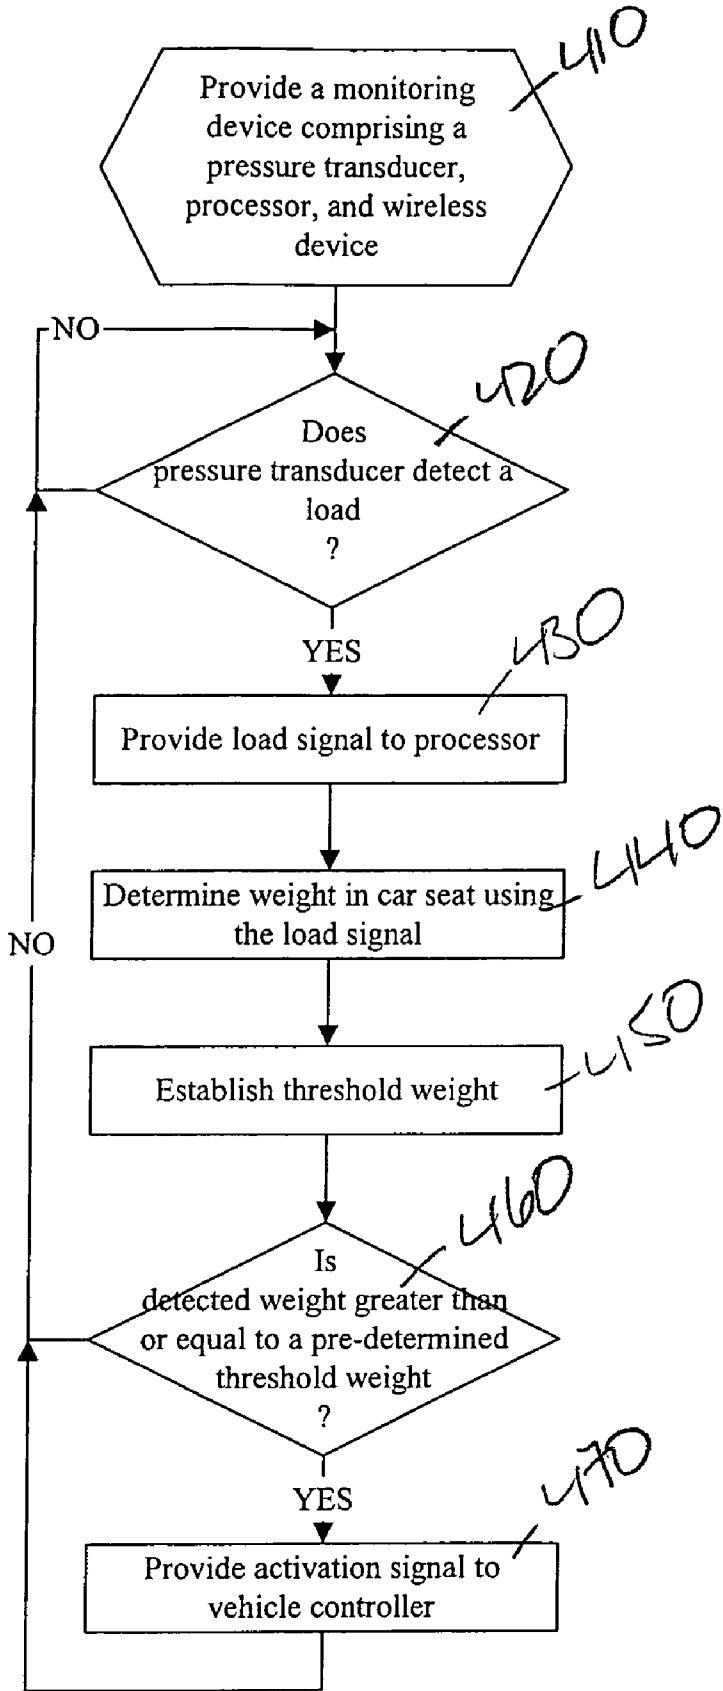 410
Provide a monitoring
device comprising a
pressure transducer,
processor, and wireless
device
NO
420
Does
pressure transducer detect a
load
?
YES
430
Provide load signal to processor
440
Determine weight in car seat using
the load signal
NO
450
Establish threshold weight
460
Is
detected weight greater than
or equal to a pre-determined
threshold weight
?
YES
470
Provide activation signal to
vehicle controller